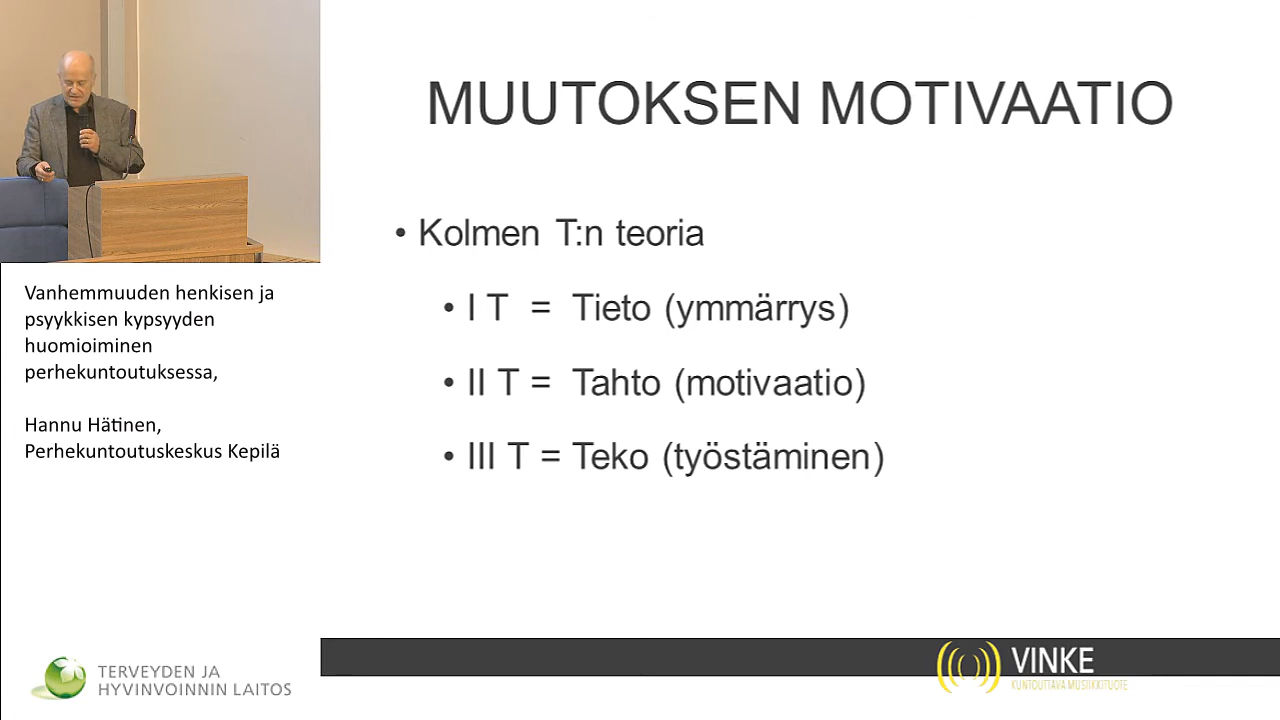 MUUTOKSEN MOTIVAATIO
• Kolmen T:n teoria
• I T = Tieto (ymmärrys)
• II T = Tahto (motivaatio)
• III T = Teko (työstäminen)
Vanhemmuuden henkisen ja
psyykkisen kypsyyden
huomioiminen
perhekuntoutuksessa,
Hannu Hätinen,
Perhekuntoutuskeskus Kepilä
TERVEYDEN JA
HYVINVOINNIN LAITOS
VINKE
KUNTOUTTAVA MUSIIKKITUOTE